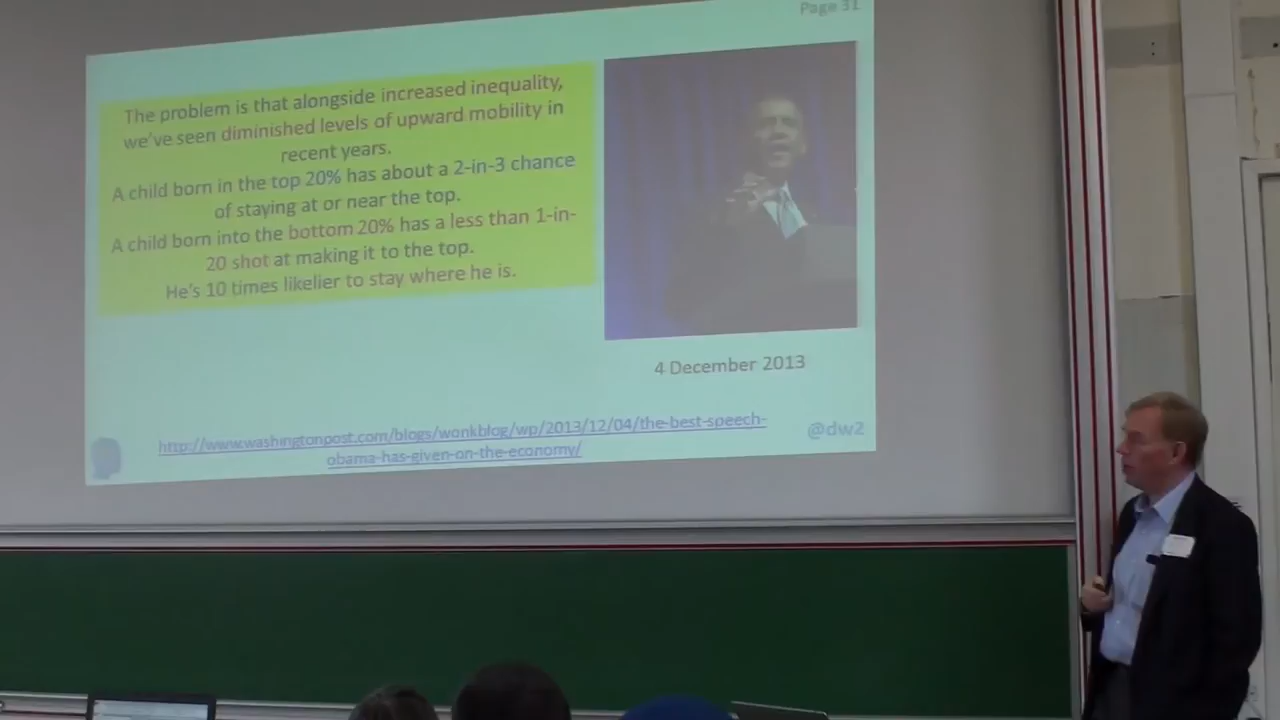 Page 31
The problem is that alongside increased inequality,
we've seen diminished levels of upward mobility in
recent years.
A child born in the top 20% has about a 2-in-3 chance
of staying at or near the top.
A child born into the bottom 20% has a less than 1-in-
20 shot at making it to the top.
He's 10 times likelier to stay where he is.
4 December 2013
http://www.washingtonpost.com/blogs/wonkblog/wp/2013/12/04/the-best-speech-
obama-has-given-on-the-economy/
@dw2